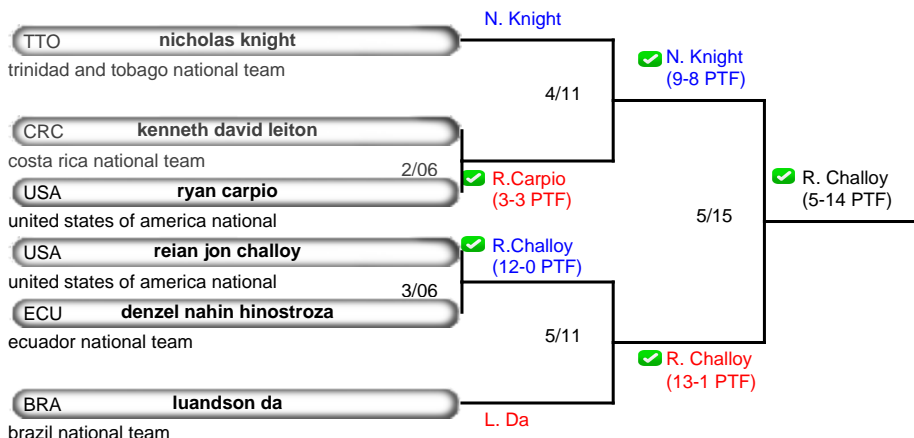 N. Knight
TTO nicholas knight
trinidad and tobago national team
N. Knight
(9-8 PTF)
4/11
CRC kenneth david leiton
costa rica national team
2/06
R.Carpio
(3-3 PTF)
USA ryan carpio
united states of america national
R. Challoy
(5-14 PTF)
5/15
USA reian jon challoy
united states of america national
R.Challoy
(12-0 PTF)
3/06
ECU denzel nahin hinostroza
ecuador national team
5/11
R. Challoy
(13-1 PTF)
BRA luandson da
L. Da
brazil national team